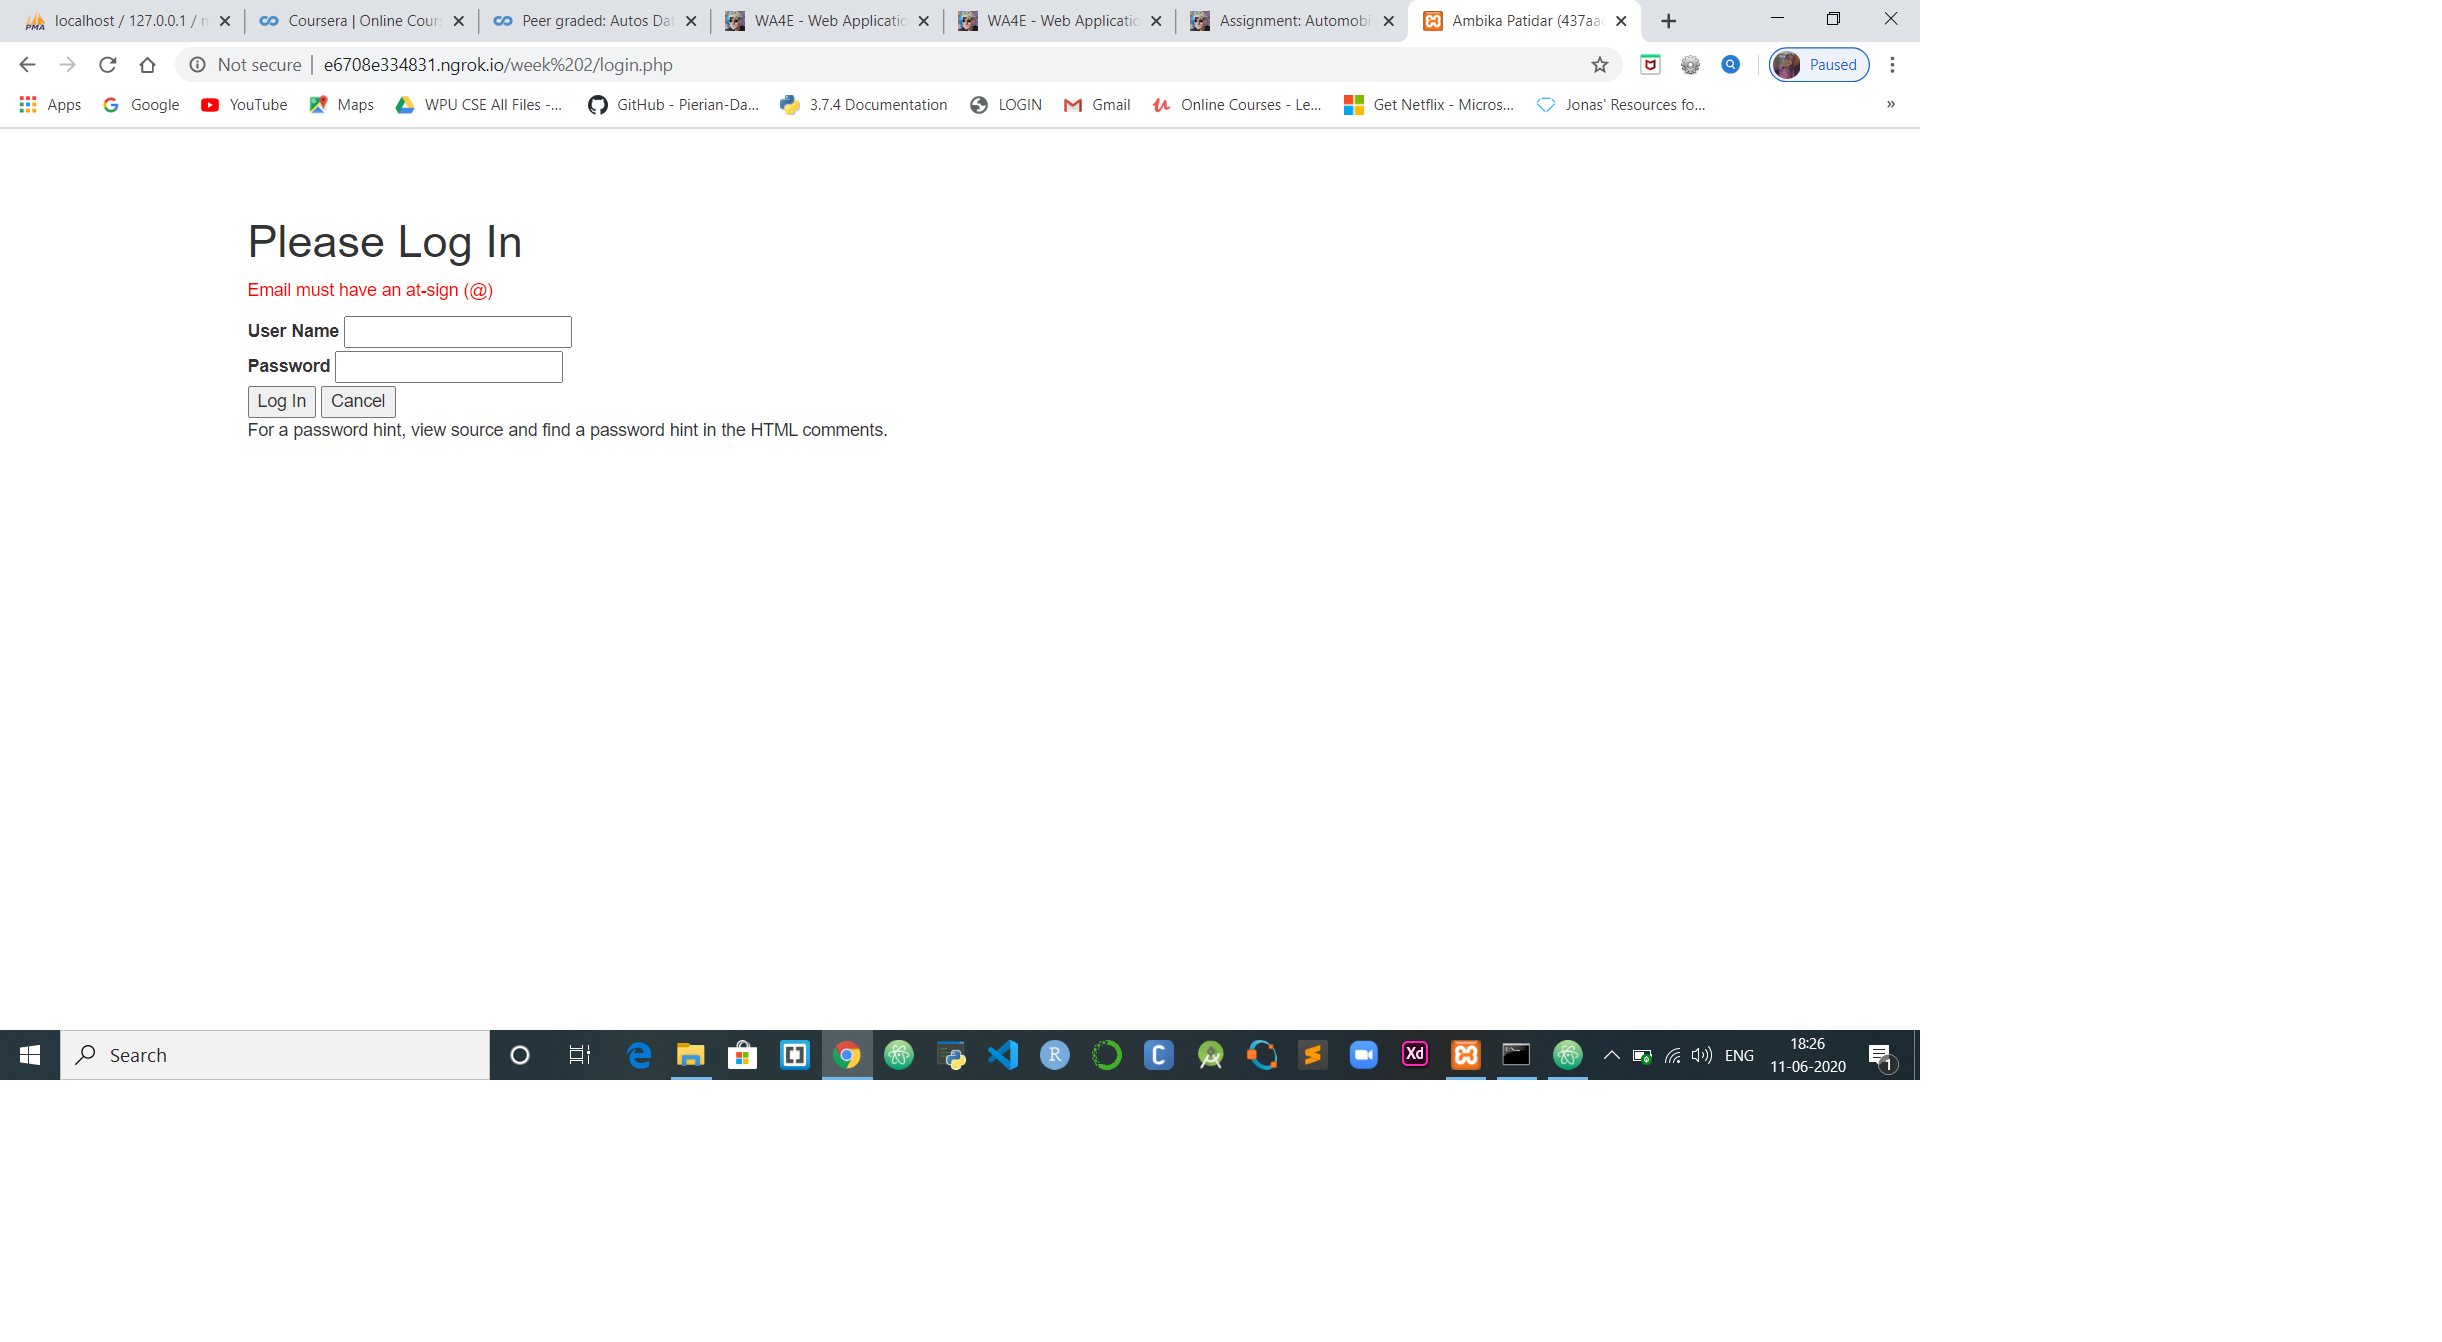 localhost / 127.0.0.1 / n
Coursera | Online Cour
Peer graded: Autos Dat
WA4E - Web Applicatio
WA4E - Web Applicatio
Assignment: Automobi
Ambika Patidar (437aa
Not secure | e6708e334831.ngrok.io/week%202/login.php
Paused
Apps Google YouTube Maps WPU CSE All Files -... GitHub - Pierian-Da... 3.7.4 Documentation LOGIN Gmail Online Courses - Le... Get Netflix - Micros... Jonas' Resources fo... »
Please Log In
Email must have an at-sign (@)
User Name
Password
Log In Cancel
For a password hint, view source and find a password hint in the HTML comments.
Search
ENG
18:26
11-06-2020
1